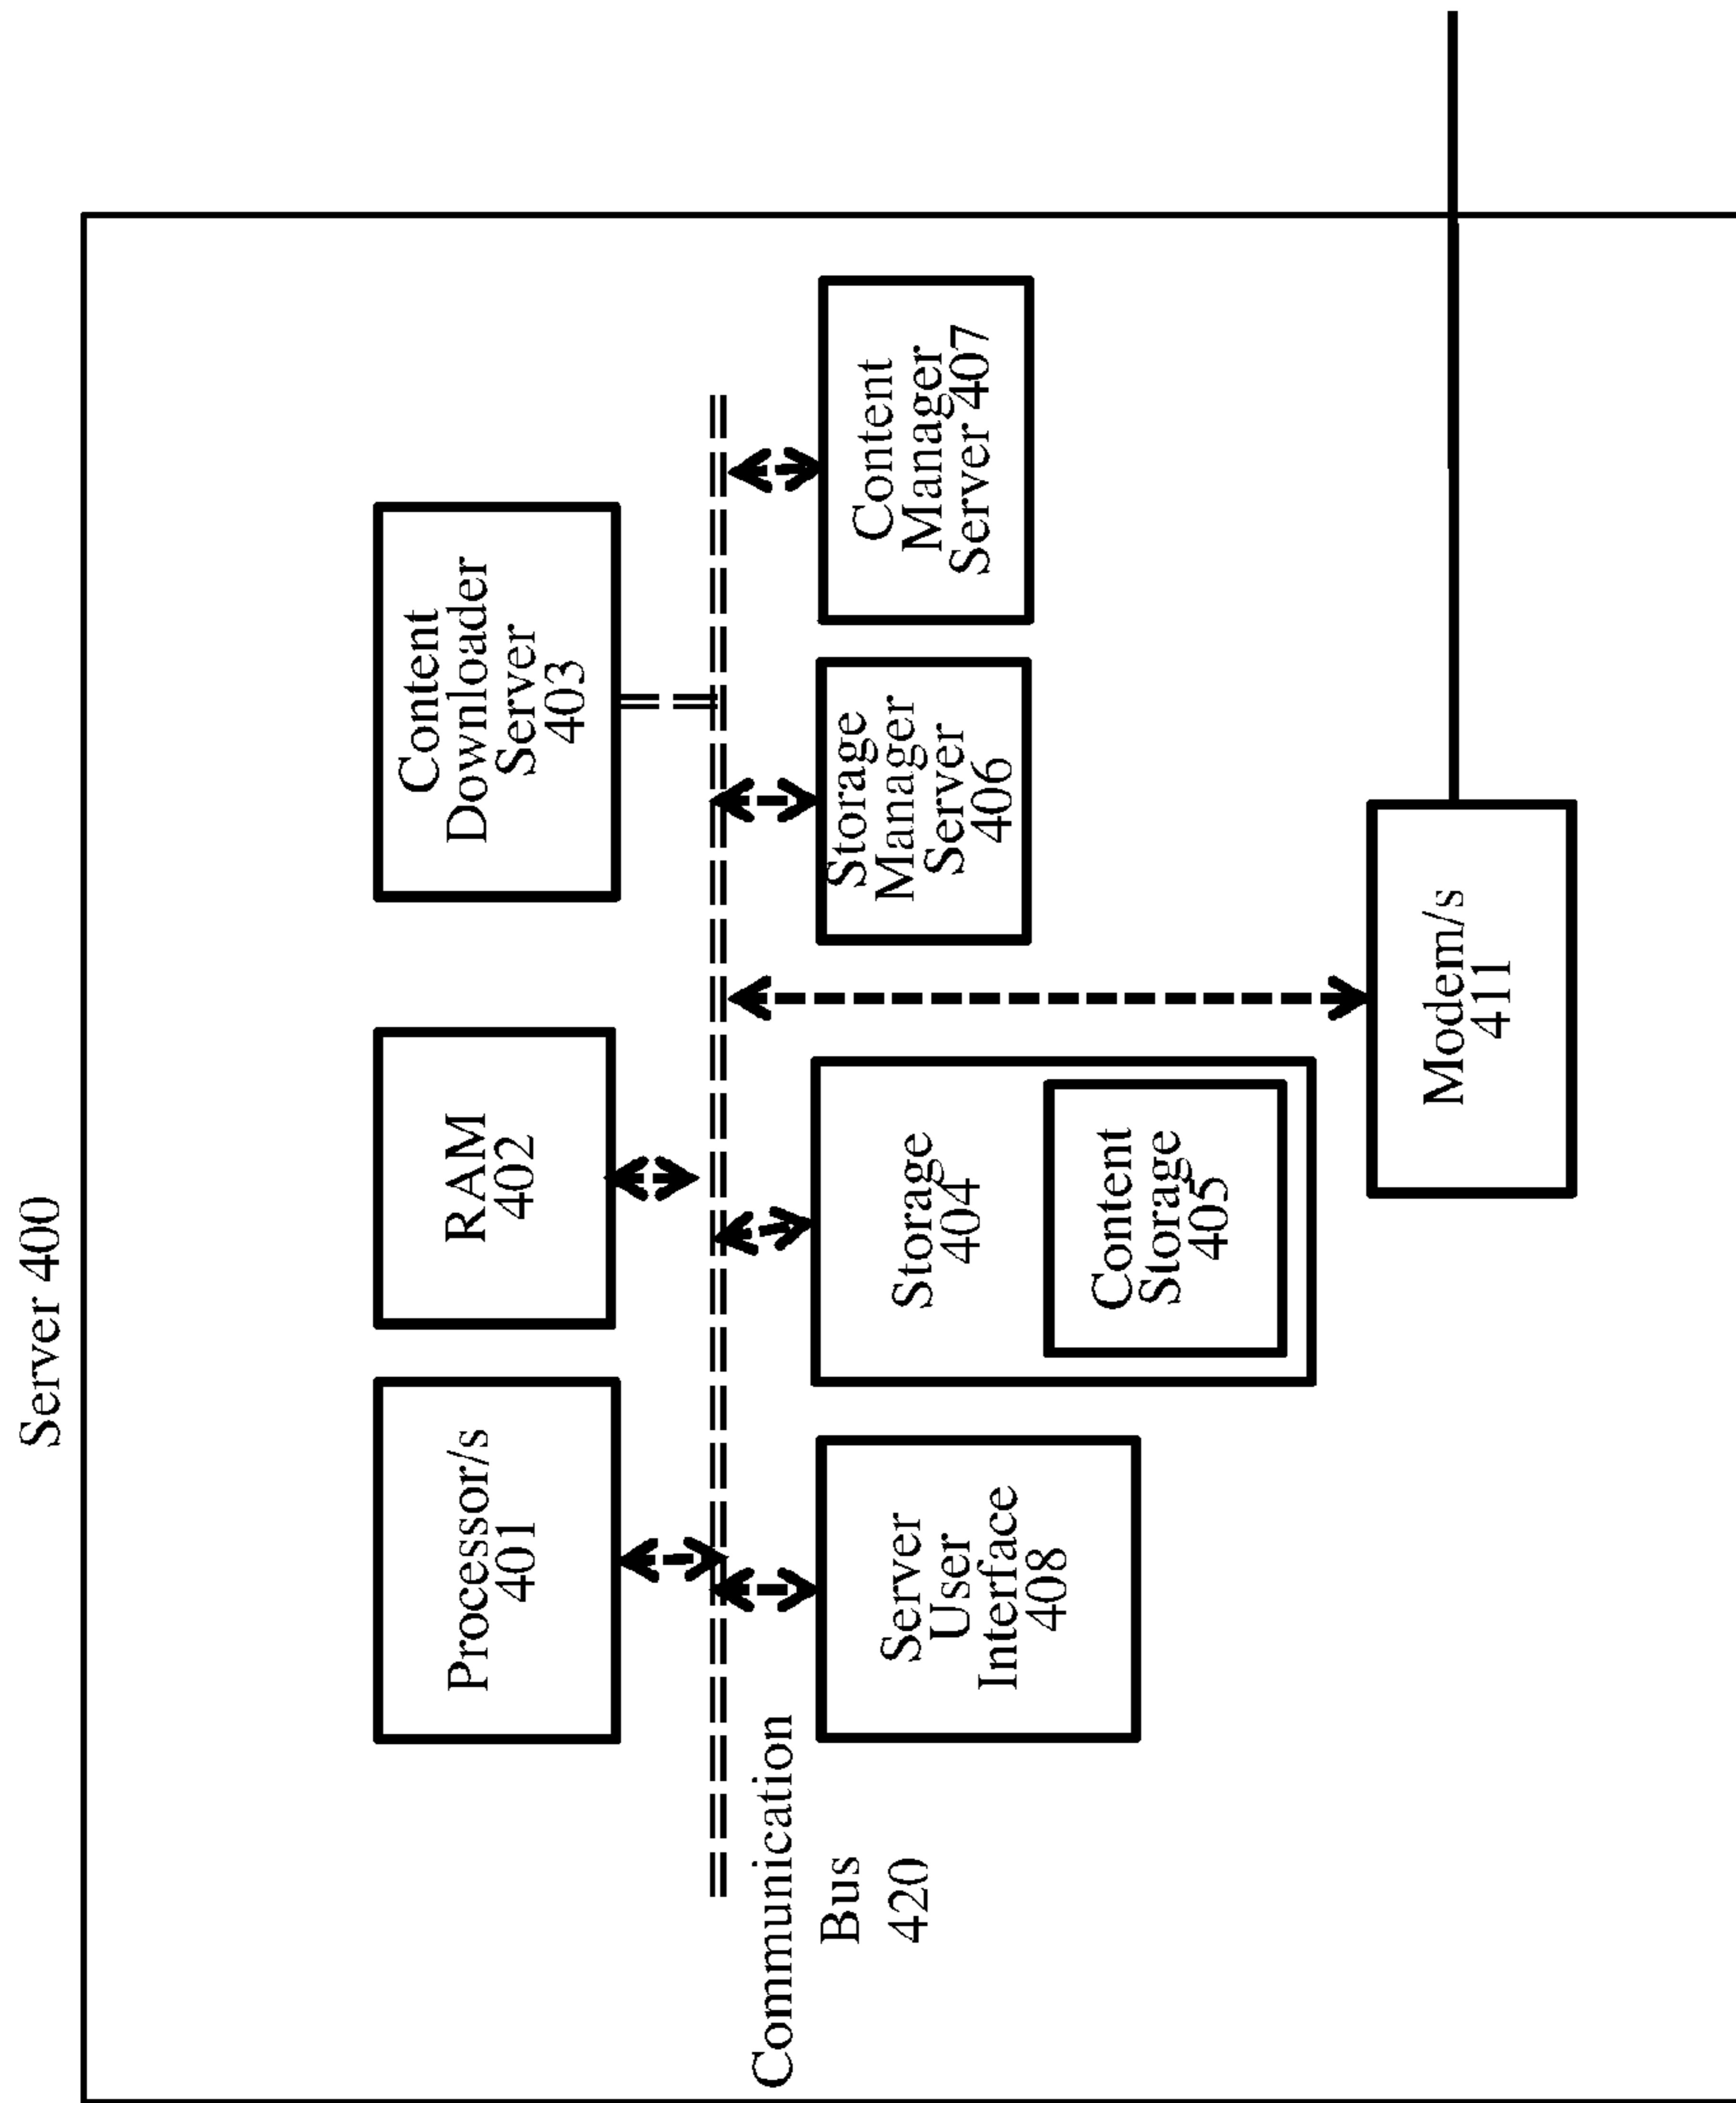 Server 400
Processor/s
401
RAM
402
Content
Downloader
Server
403
Communication
Bus
420
Server
User
Interface
408
Storage
404
Content
Storage
405
Storage
Manager
Server
406
Content
Manager
Server 407
Modem/s
411